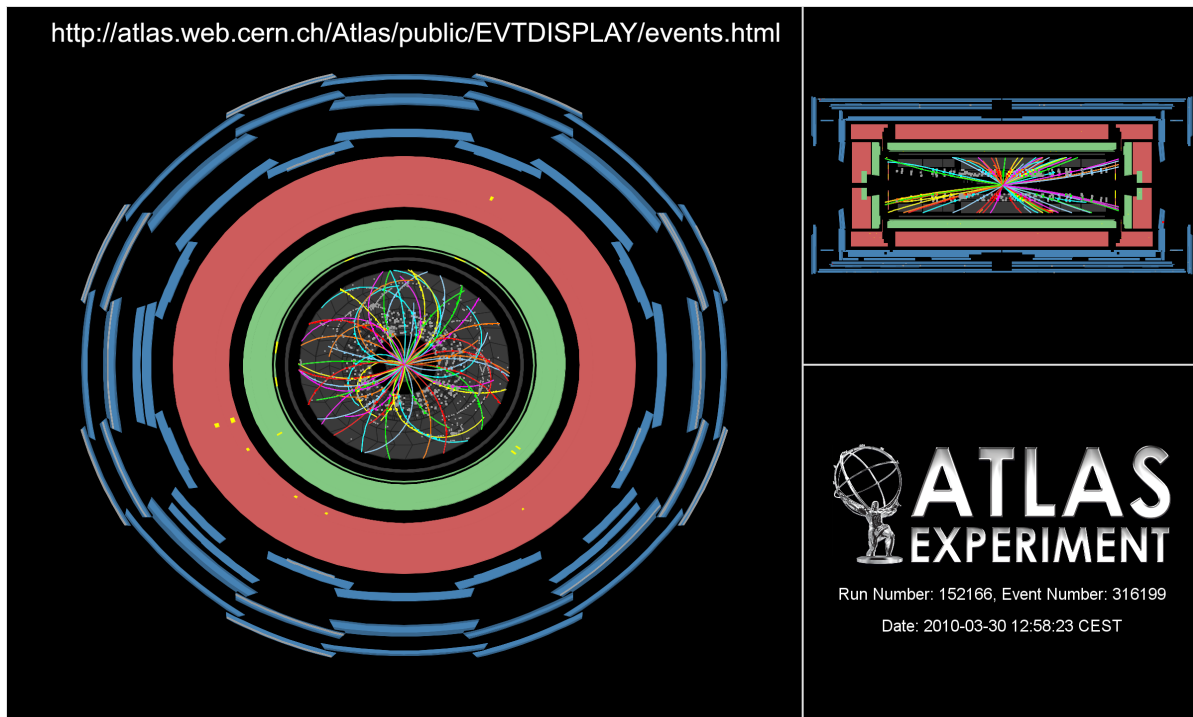 http://atlas.web.cern.ch/Atlas/public/EVTDISPLAY/events.html
ATLAS
EXPERIMENT
Run Number: 152166, Event Number: 316199
Date: 2010-03-30 12:58:23 CEST